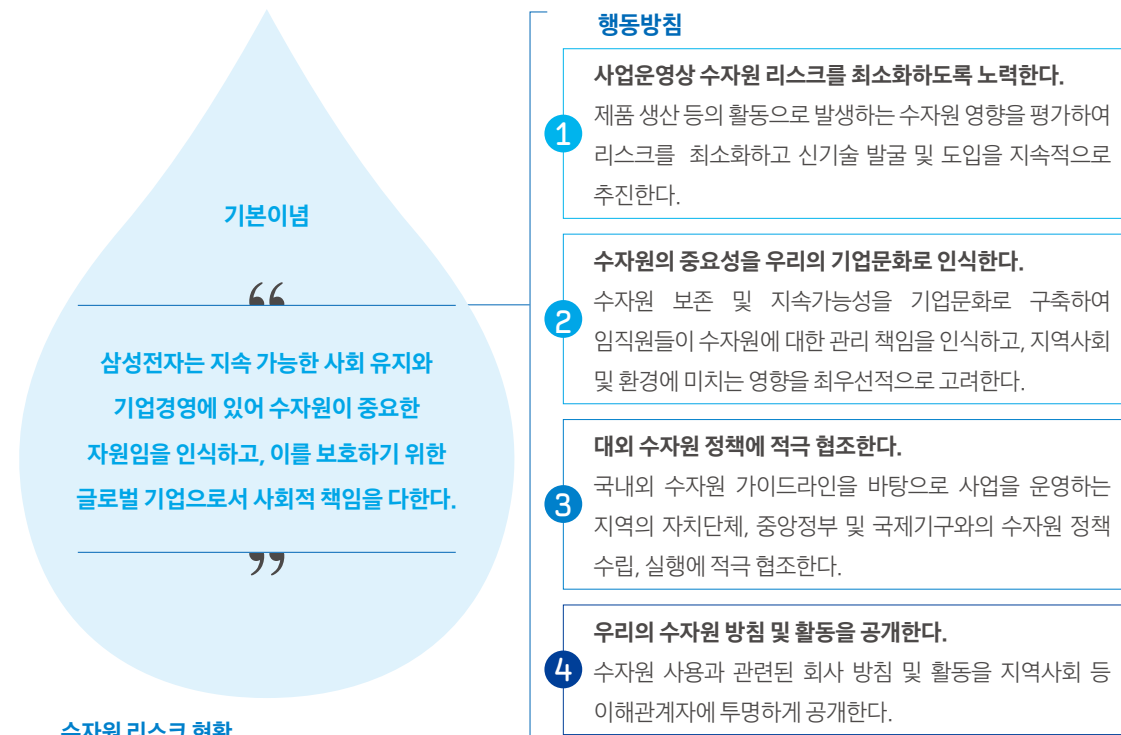 기본이념
“
삼성전자는 지속 가능한 사회 유지와
기업경영에 있어 수자원이 중요한
자원임을 인식하고, 이를 보호하기 위한
글로벌 기업으로서 사회적 책임을 다한다.
”
행동방침
1
사업운영상 수자원 리스크를 최소화하도록 노력한다.
제품 생산 등의 활동으로 발생하는 수자원 영향을 평가하여
리스크를 최소화하고 신기술 발굴 및 도입을 지속적으로
추진한다.
2
수자원의 중요성을 우리의 기업문화로 인식한다.
수자원 보존 및 지속가능성을 기업문화로 구축하여
임직원들이 수자원에 대한 관리 책임을 인식하고, 지역사회
및 환경에 미치는 영향을 최우선적으로 고려한다.
3
대외 수자원 정책에 적극 협조한다.
국내외 수자원 가이드라인을 바탕으로 사업을 운영하는
지역의 자치단체, 중앙정부 및 국제기구와의 수자원 정책
수립, 실행에 적극 협조한다.
4
우리의 수자원 방침 및 활동을 공개한다.
수자원 사용과 관련된 회사 방침 및 활동을 지역사회 등
이해관계자에 투명하게 공개한다.
수자원 리스크 현황